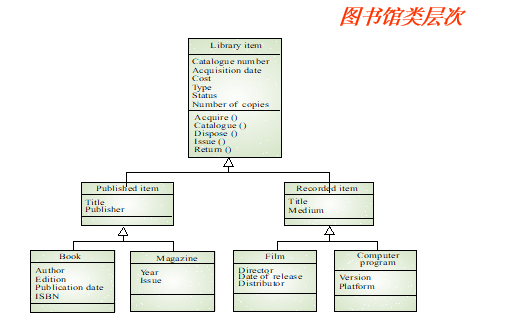 图书馆类层次
Library item
Catalogue number
Acquisition date
Cost
Type
Status
Number of copies
Acquire ()
Catalogue ()
Dispose ()
Issue ()
Return ()
Published item
Title
Publisher
Recorded item
Title
Medium
Book
Author
Edition
Publication date
ISBN
Magazine
Year
Issue
Film
Director
Date of release
Distributor
Computer
program
Version
Platform